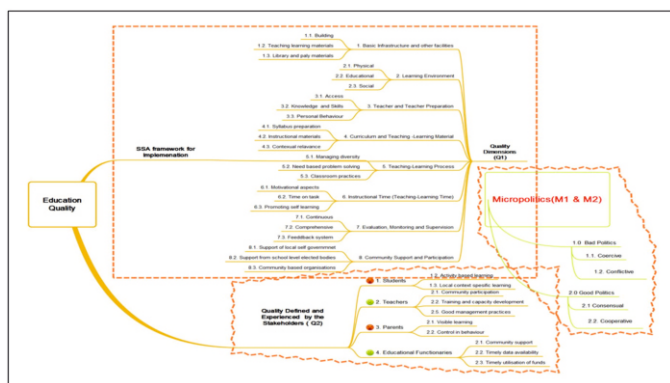 1.1. Building
1.2. Teaching learning materials
1.3. Library and paly materials
1. Basic Infrastructure and other facilities
2.1. Physical
2.2. Educational
2.3. Social
2. Learning Environment
3.1. Access
3.2. Knowledge and Skills
3.3. Personal Behaviour
3. Teacher and Teacher Preparation
4.1. Syllabus preparation
4.2. Instructional materials
4.3. Contexual relavance
4. Curriculum and Teaching -Learning Material
SSA framework for
implemenation
Quality
Dimensions
(Q1)
5.1. Managing diversity
5.2. Need based problem solving
5.3. Classroom practices
5. Teaching-Learning Process
Education
Quality
6.1. Motivational aspects
6.2. Time on task
6.3. Promoting self learning
6. Instructional Time (Teaching-Learning Time)
Micropolitics(M1 & M2)
7.1. Continuous
7.2. Comprehensive
7.3. Feedback system
7. Evaluation, Monitoring and Supervision
8.1. Support of local self government
8.2. Support from school level elected bodies
8.3. Community based organisations
8. Community Support and Participation
1.0 Bad Politics
1.1. Coercive
1.2. Conflictive
2.0 Good Politics
2.1 Consensual
2.2. Cooperative
Quality Defined and
Experienced by the
Stakeholders ( Q2)
1. Students
1.2. Activity based learning
1.3. Local context specific learning
2. Teachers
2.1. Community participation
2.2. Training and capacity development
2.3. Good management practices
3. Parents
2.1. Visible learning
2.2. Control in behaviour
4. Educational Functionaries
2.1. Community support
2.2. Timely data availability
2.3. Timely utilisation of funds